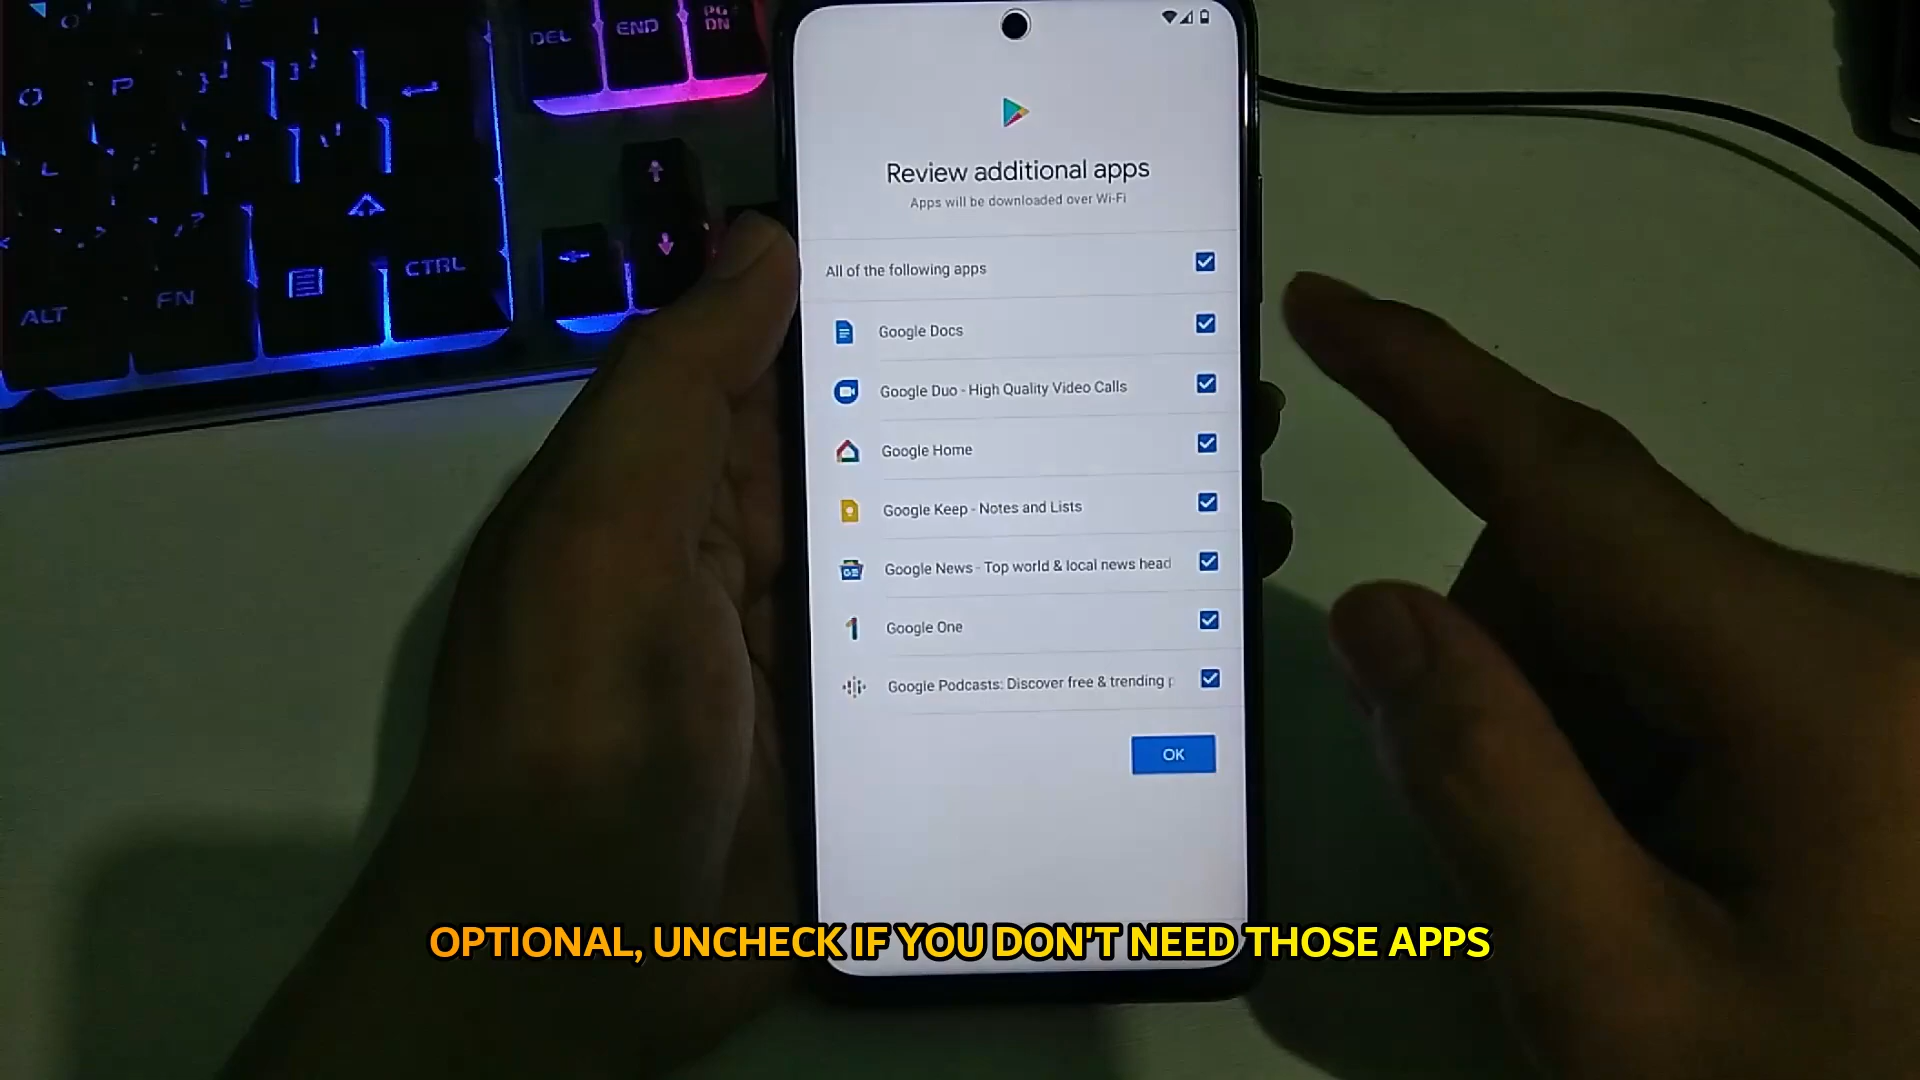 DEL
END
PG
DN
O
P
L
ALT
FN
CTRL
Review additional apps
Apps will be downloaded over Wi-Fi
All of the following apps
Google Docs
Google Duo - High Quality Video Calls
Google Home
Google Keep - Notes and Lists
Google News - Top world & local news head
Google One
Google Podcasts: Discover free & trending p
OK
OPTIONAL, UNCHECK IF YOU DON'T NEED THOSE APPS